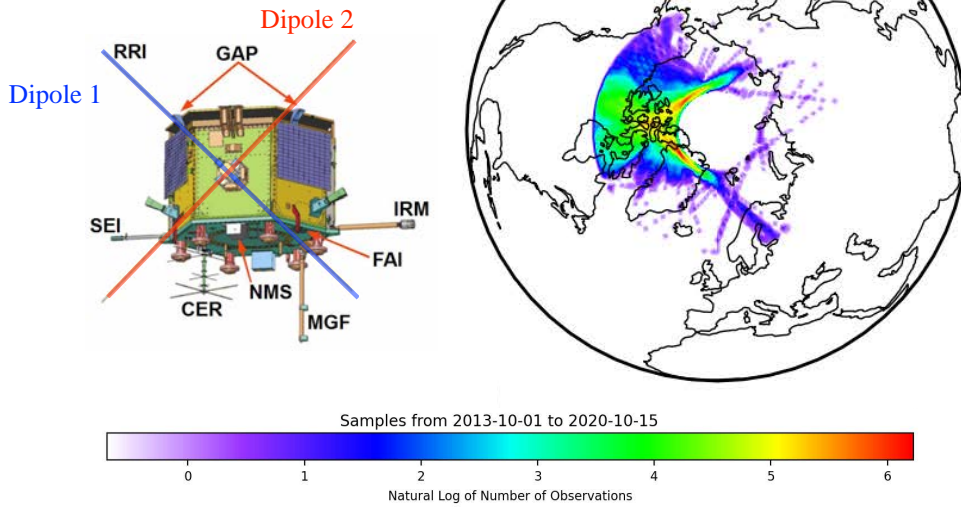 Dipole 2
RRI
GAP
Dipole 1
SEI
IRM
FAI
NMS
CER
MGF
Samples from 2013-10-01 to 2020-10-15
0 1 2 3 4 5 6
Natural Log of Number of Observations